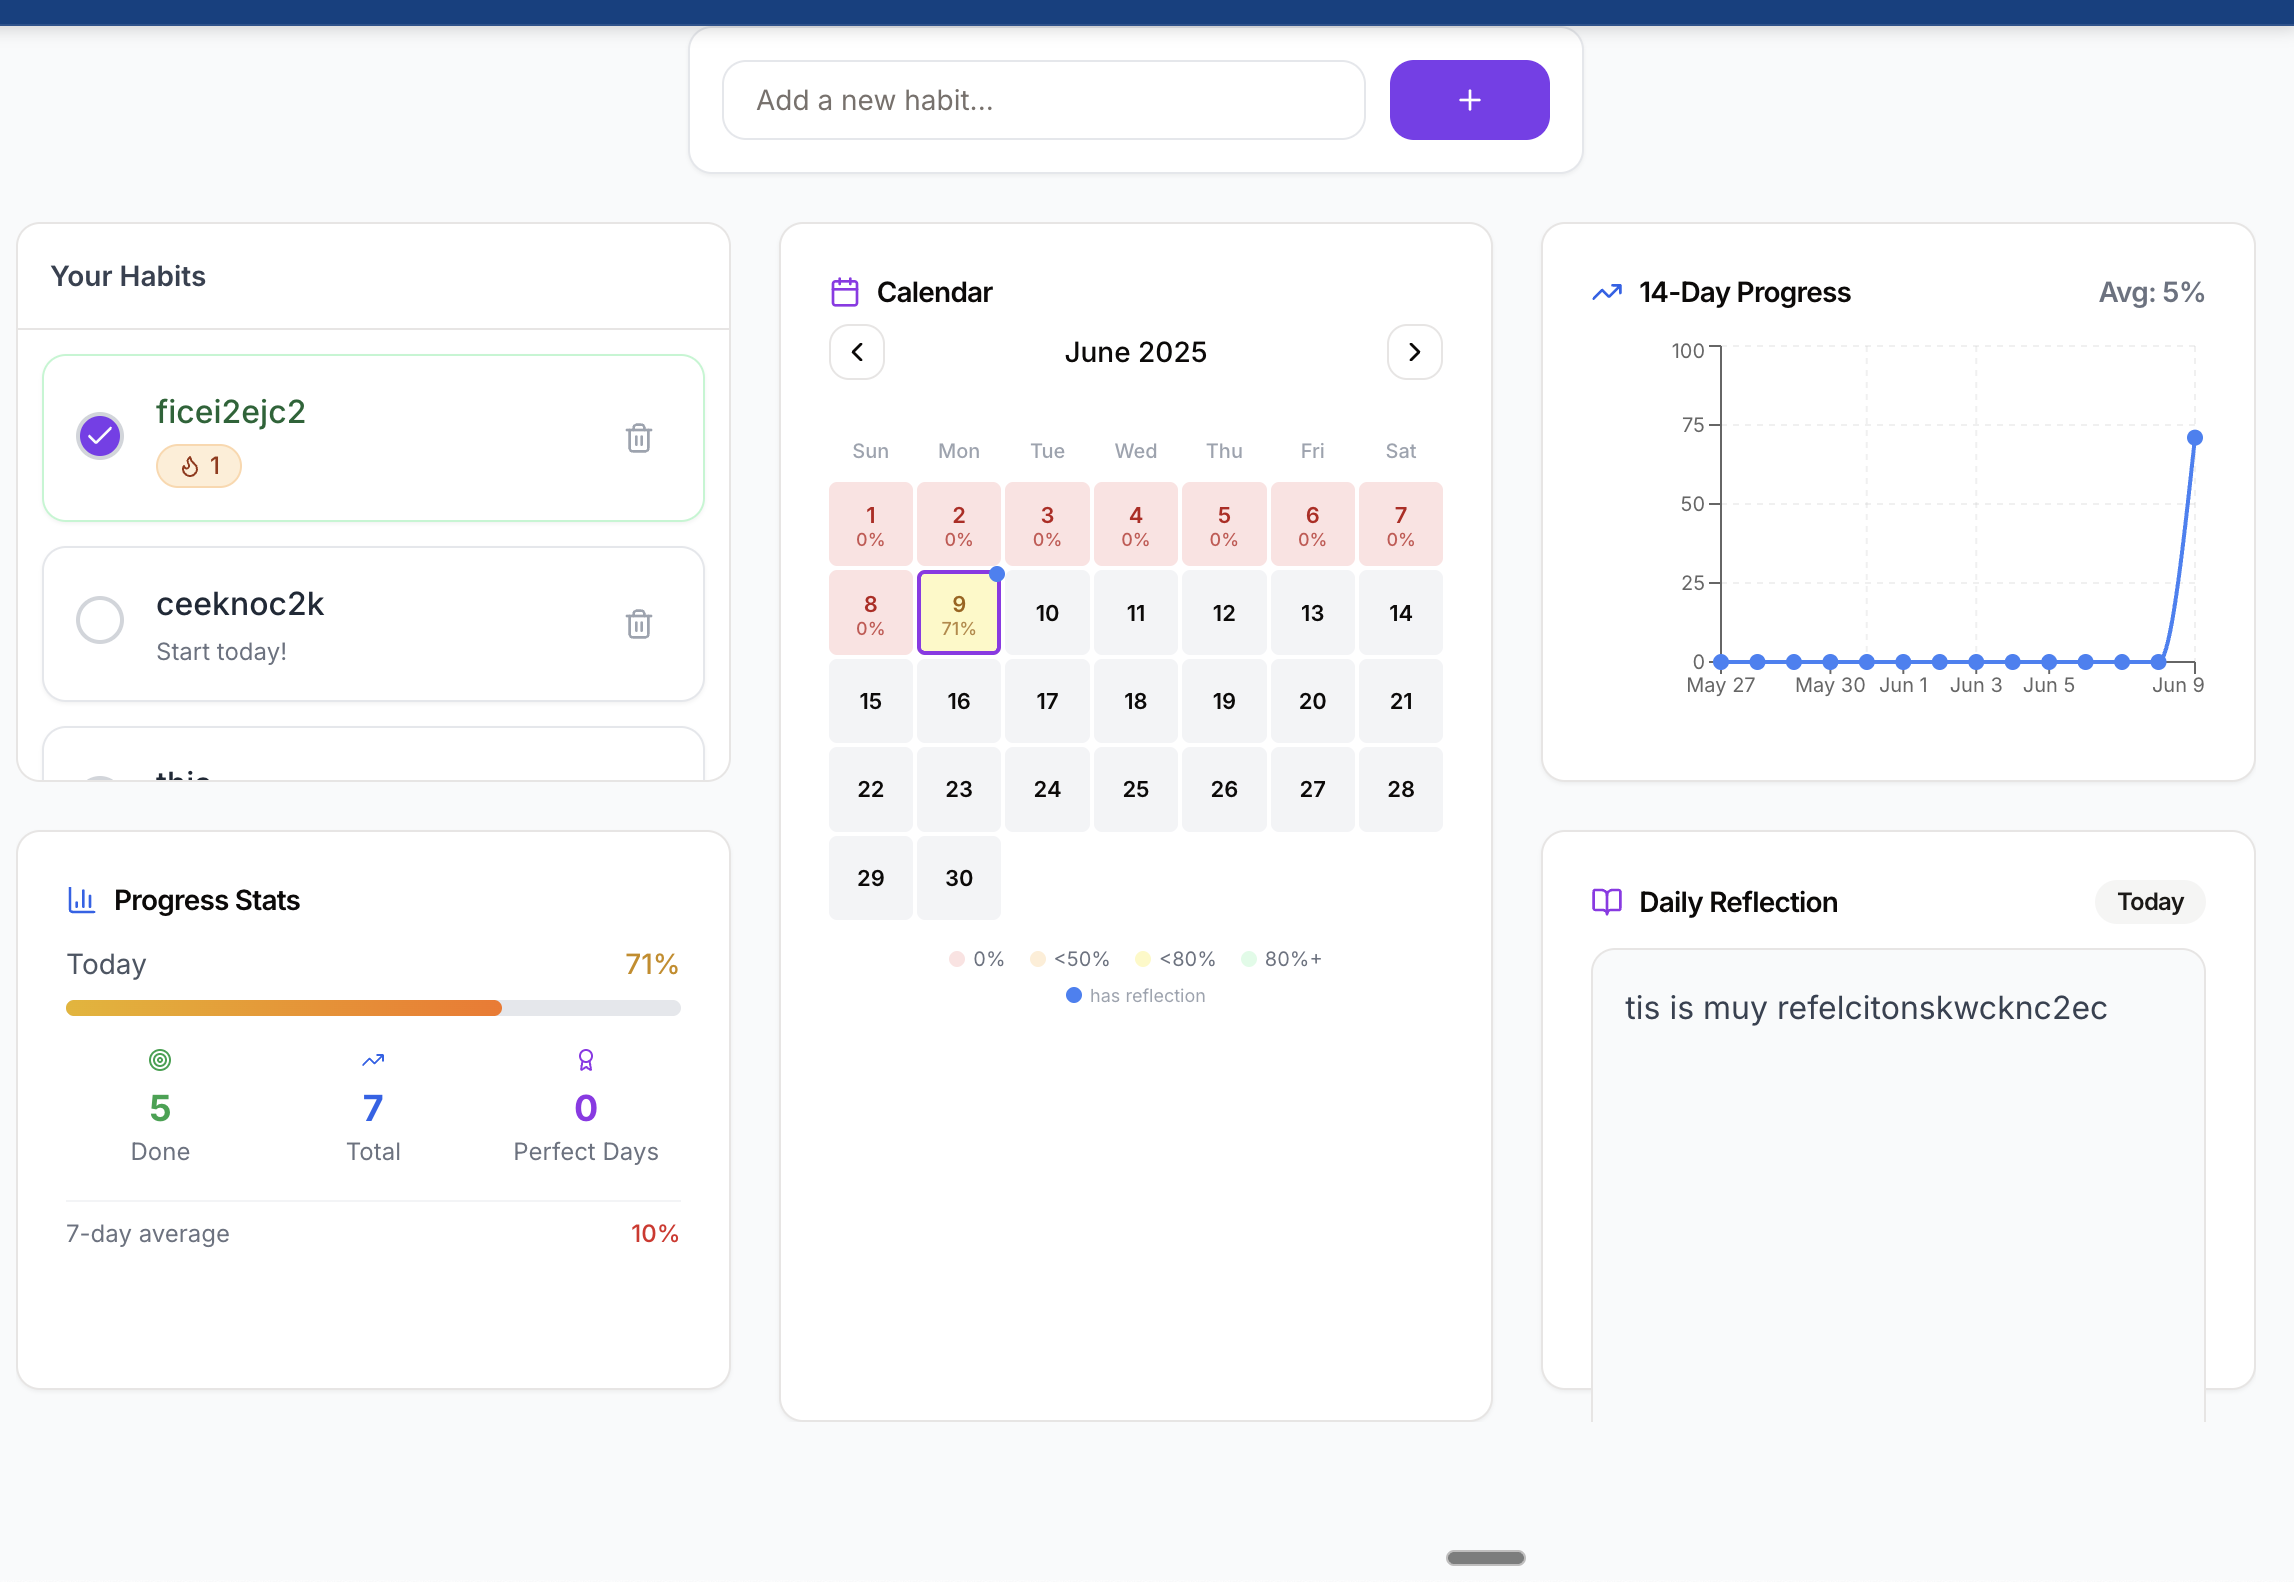 Add a new habit...
Your Habits
ficei2ejc2
1
ceeknoc2k
Start today!
Progress Stats
Today 71%
5 7 0
Done Total Perfect Days
7-day average 10%
Calendar
June 2025
Sun Mon Tue Wed Thu Fri Sat
1 2 3 4 5 6 7
0% 0% 0% 0% 0% 0% 0%
8 9 10 11 12 13 14
0% 71%
15 16 17 18 19 20 21
22 23 24 25 26 27 28
29 30
0% <50% <80% 80%+
has reflection
14-Day Progress Avg: 5%
100
75
50
25
0
May 27 May 30 Jun 1 Jun 3 Jun 5 Jun 9
Daily Reflection Today
tis is muy refelcitonskwcknc2ec